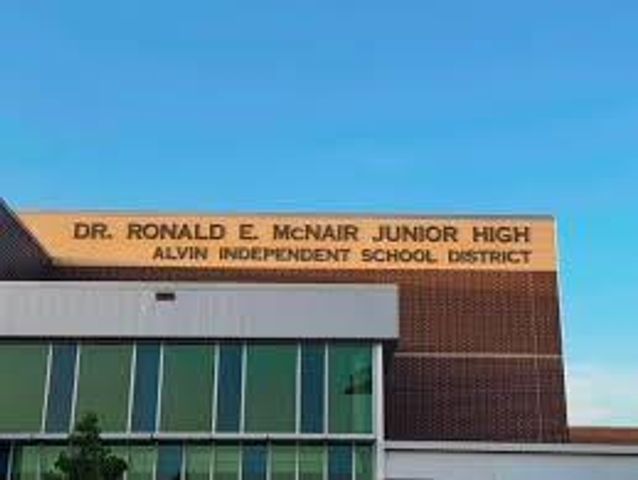 DR. RONALD E. McNAIR JUNIOR HIGH
ALVIN INDEPENDENT SCHOOL DISTRICT